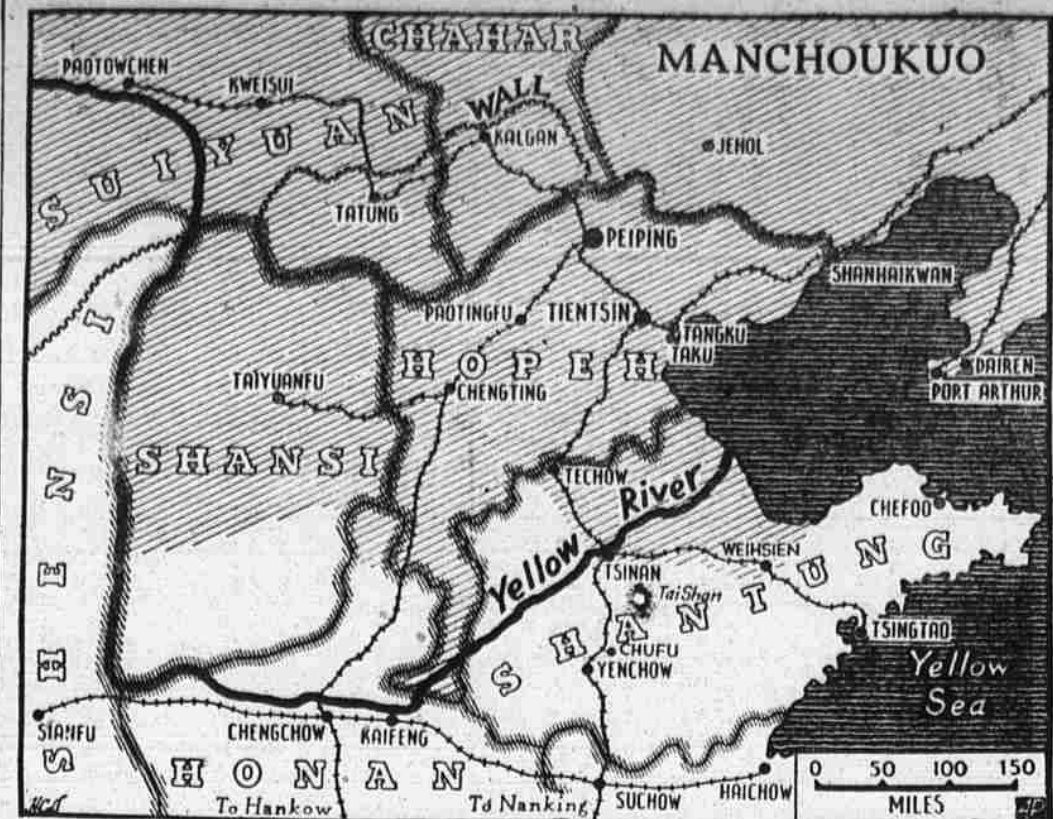 CHAHAR
MANCHOUKUO
PAOTOWCHEN
KWEISUI
WALL
KALGAN
JEHOL
SUIYUAN
TATUNG
PEIPING
SHANHAIKWAN
PAOTINGFU
TIENTSIN
TANGKU
TAKU
HOPEH
DAIREN
PORT ARTHUR
TAIYUANFU
CHENGTING
SHANSI
SHENSI
TECHOW
Yellow River
CHEFOO
WEIHSIEN
TSINAN
Tai Shan
SHANTUNG
TSINGTAO
CHUFU
YENCHOW
Yellow
Sea
SIANFU
CHENGCHOW
KAIFENG
HONAN
To Hankow
To Nanking
SUCHOW
HAICHOW
0 50 100 150
MILES